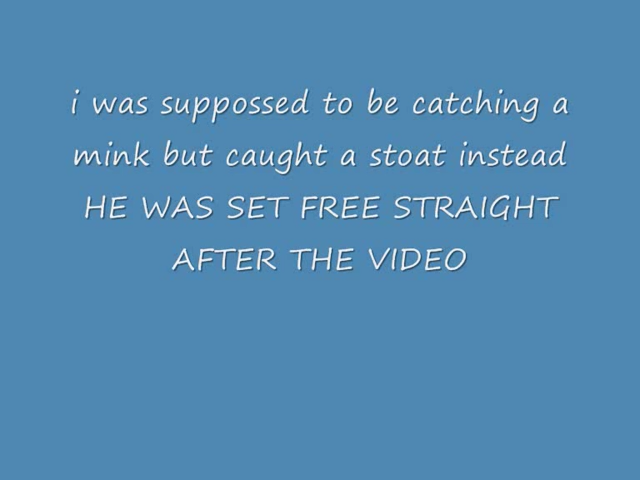 i was suppossed to be catching a
mink but caught a stoat instead
HE WAS SET FREE STRAIGHT
AFTER THE VIDEO